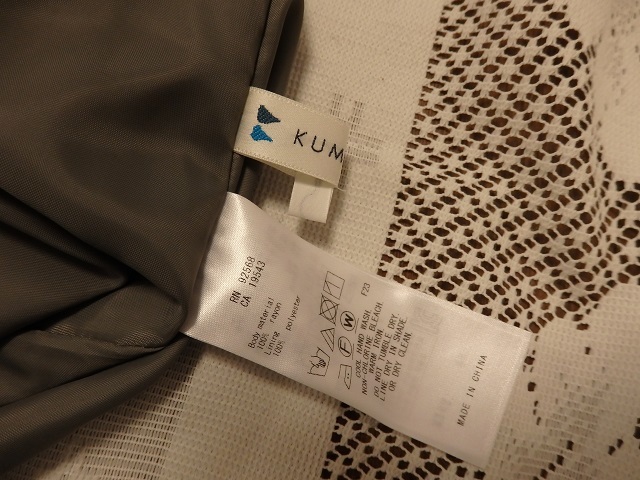 KUM
RN 92568
CA 19543
Body material
100% rayon
Lining
100% polyester
F23
W
F
COOL HAND WASH.
NON-CHLORINE BLEACH
WARM IRON
DO NOT TUMBLE DRY.
LINE DRY IN SHADE.
OR DRY CLEAN.
MADE IN CHINA